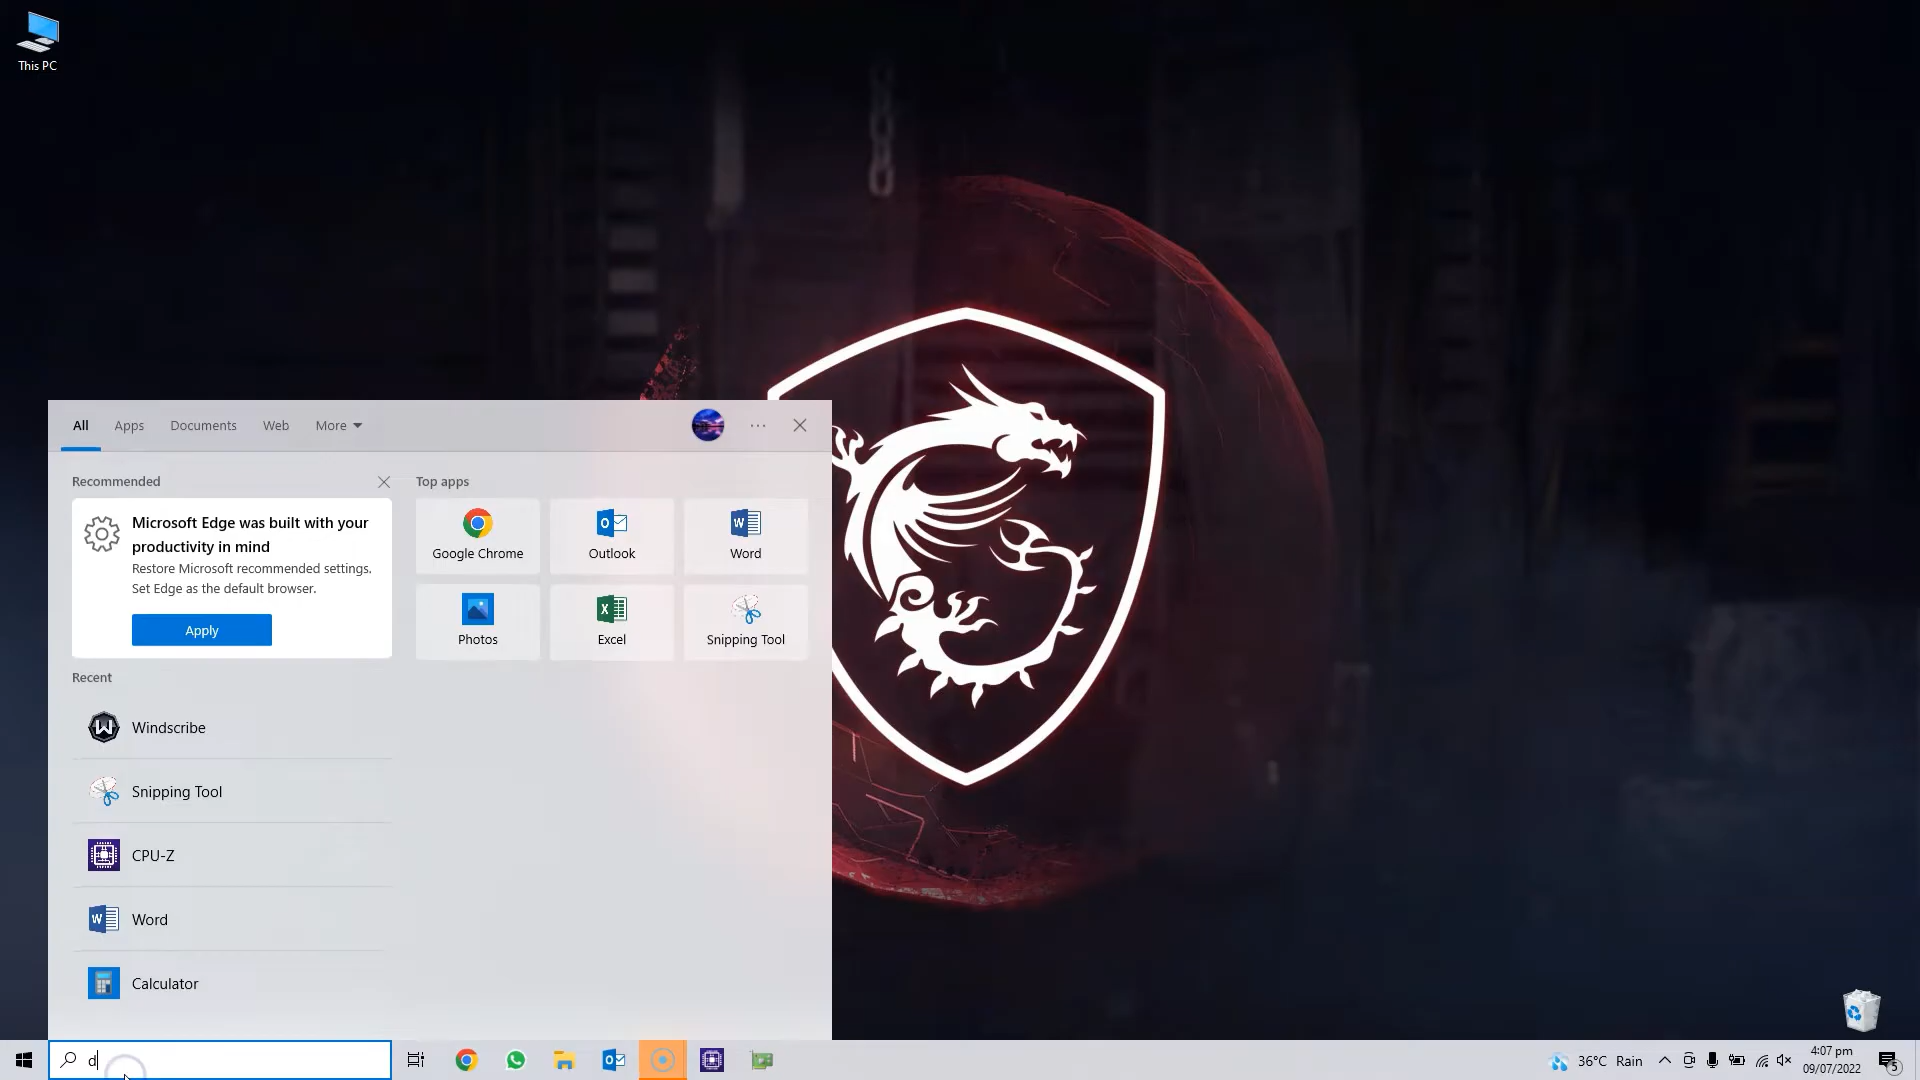 This PC
All
Apps
Documents
Web
More
Recommended
Top apps
Microsoft Edge was built with your
productivity in mind
Restore Microsoft recommended settings.
Set Edge as the default browser.
Apply
Google Chrome
Outlook
Word
Photos
Excel
Snipping Tool
Recent
Windscribe
Snipping Tool
CPU-Z
Word
Calculator
d
36°C Rain
4:07 pm
09/07/2022
5